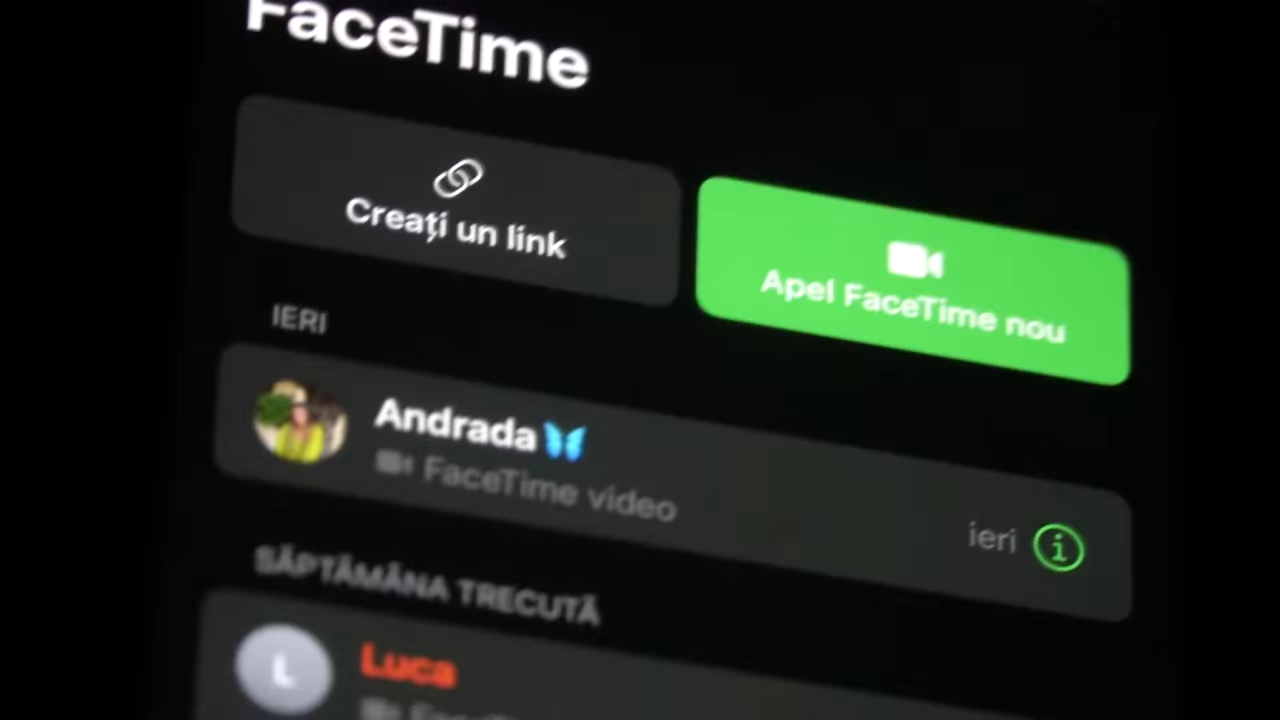 FaceTime
Creați un link
Apel FaceTime nou
IERI
Andrada🦋
FaceTime video
ieri
SĂPTĂMÂNA TRECUTĂ
L
Luca